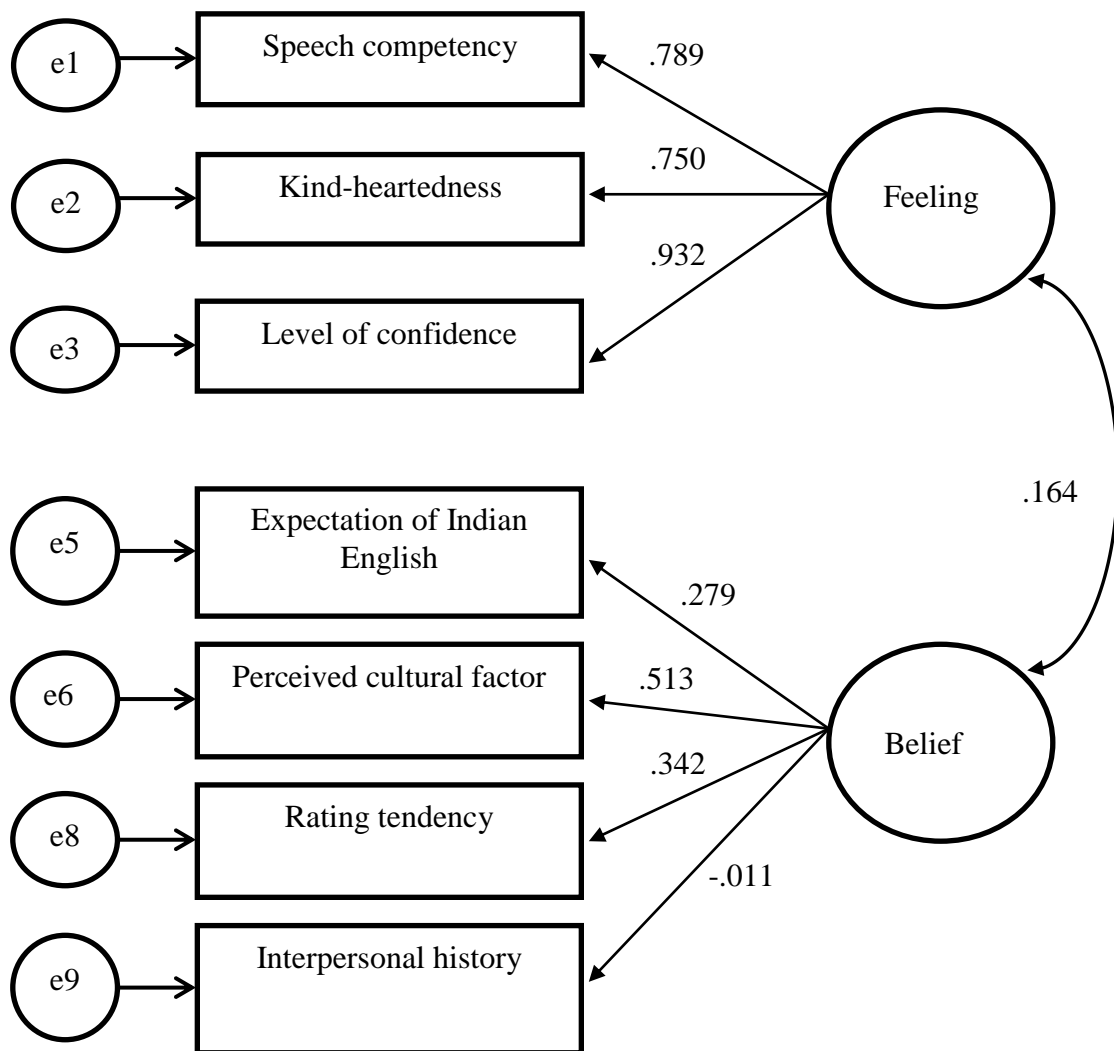 e1
Speech competency
.789
e2
Kind-heartedness
.750
Feeling
e3
Level of confidence
.932
.164
e5
Expectation of Indian
English
.279
e6
Perceived cultural factor
.513
Belief
e8
Rating tendency
.342
e9
Interpersonal history
-.011